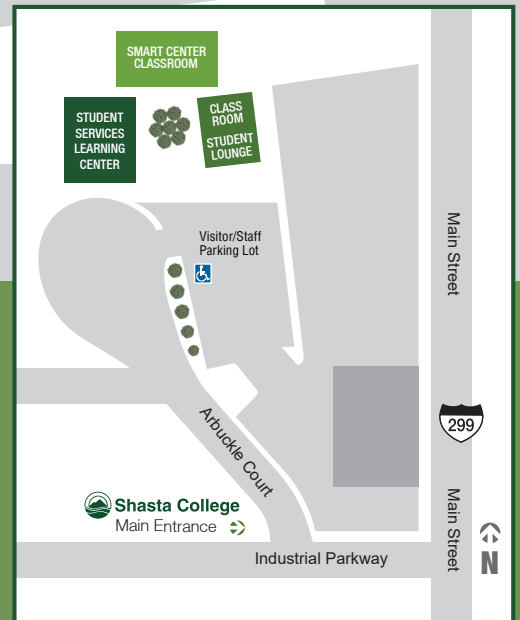 SMART CENTER
CLASSROOM
STUDENT
SERVICES
LEARNING
CENTER
CLASS
ROOM
STUDENT
LOUNGE
Visitor/Staff
Parking Lot
Main Street
299
Arbuckle Court
Shasta College
Main Entrance
Main Street
Industrial Parkway
N